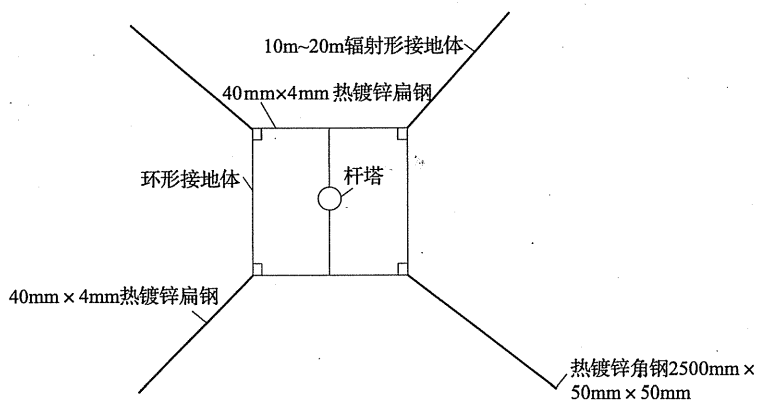 10m~20m辐射形接地体
40mm×4mm 热镀锌扁钢
环形接地体
杆塔
40mm×4mm热镀锌扁钢
热镀锌角钢2500mm×
50mm×50mm